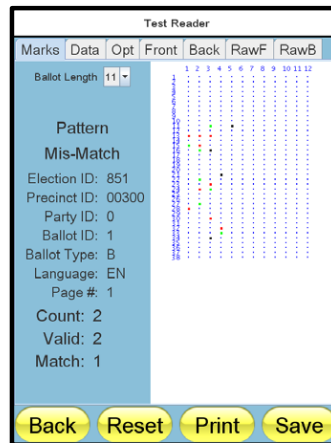 Test Reader
Marks Data Opt Front Back RawF RawB
Ballot Length 11
1 2 3 4 5 6 7 8 9 10 11 12
Pattern
Mis-Match
Election ID: 851
Precinct ID: 00300
Party ID: 0
Ballot ID: 1
Ballot Type: B
Language: EN
Page #: 1
Count: 2
Valid: 2
Match: 1
Back Reset Print Save